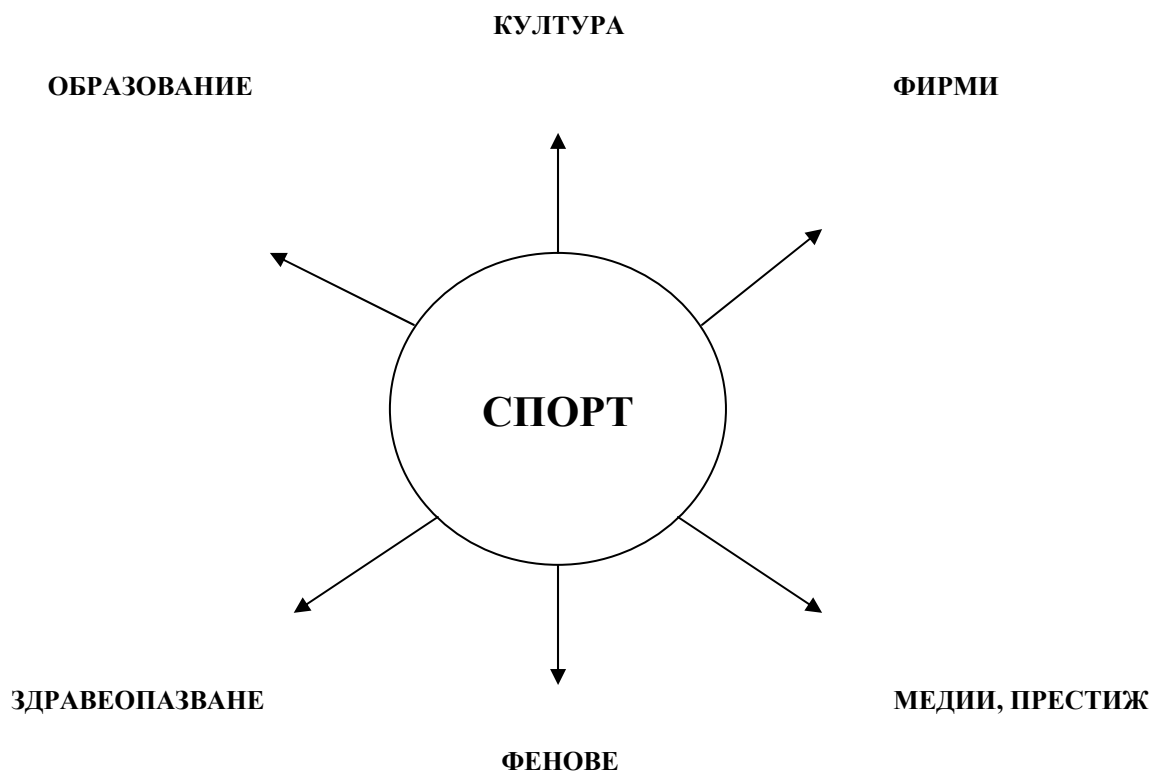 КУЛТУРА
ОБРАЗОВАНИЕ
ФИРМИ
СПОРТ
ЗДРАВЕОПАЗВАНЕ
МЕДИИ, ПРЕСТИЖ
ФЕНОВЕ